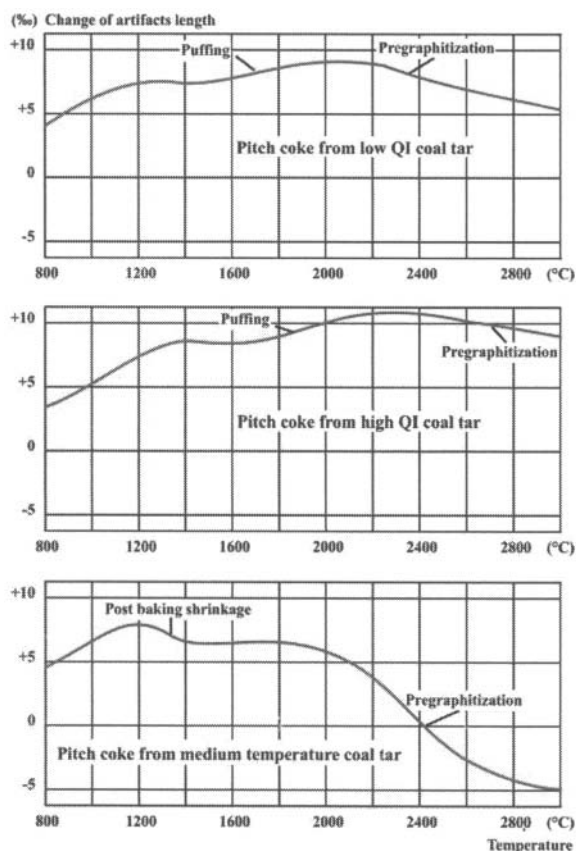 (‰) Change of artifacts length
+10
Puffing
Pregraphitization
+5
Pitch coke from low QI coal tar
0
-5
800 1200 1600 2000 2400 2800 (°C)
+10
Puffing
Pregraphitization
+5
Pitch coke from high QI coal tar
0
-5
800 1200 1600 2000 2400 2800 (°C)
+10
Post baking shrinkage
+5
Pregraphitization
0
Pitch coke from medium temperature coal tar
-5
800 1200 1600 2000 2400 2800 (°C)
Temperature